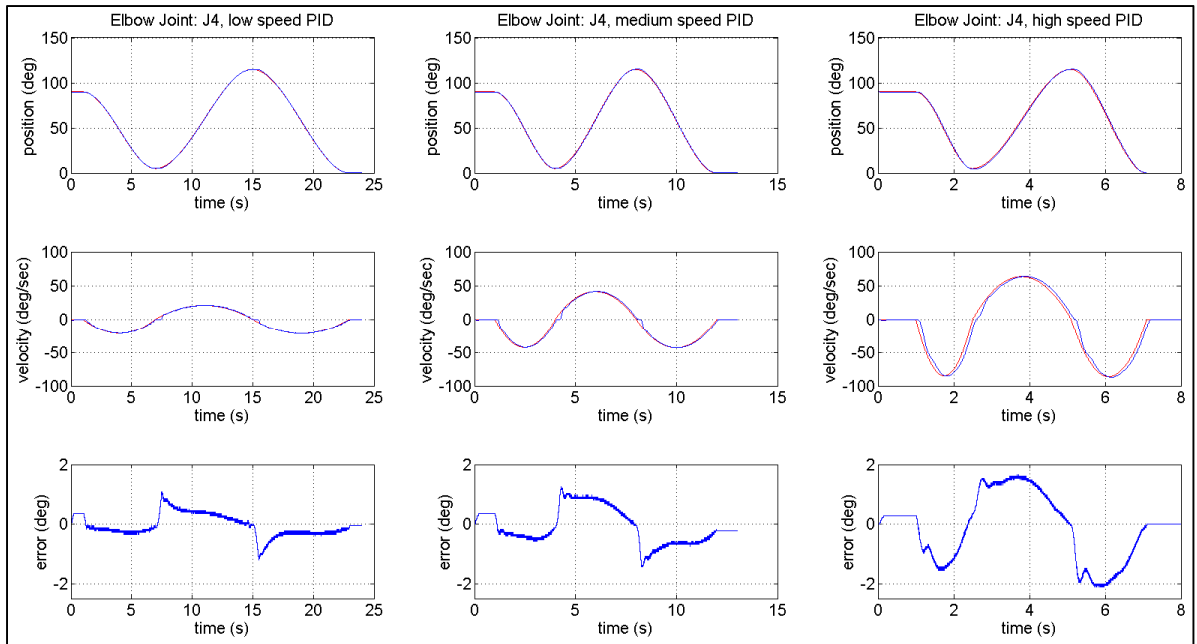 Elbow Joint: J4, low speed PID
150
100
50
0
position (deg)
0 5 10 15 20 25
time (s)
Elbow Joint: J4, medium speed PID
150
100
50
0
position (deg)
0 5 10 15
time (s)
Elbow Joint: J4, high speed PID
150
100
50
0
position (deg)
0 2 4 6 8
time (s)
100
50
0
-50
-100
velocity (deg/sec)
0 5 10 15 20 25
time (s)
100
50
0
-50
-100
velocity (deg/sec)
0 5 10 15
time (s)
100
50
0
-50
-100
velocity (deg/sec)
0 2 4 6 8
time (s)
2
0
-2
error (deg)
0 5 10 15 20 25
time (s)
2
0
-2
error (deg)
0 5 10 15
time (s)
2
0
-2
error (deg)
0 2 4 6 8
time (s)